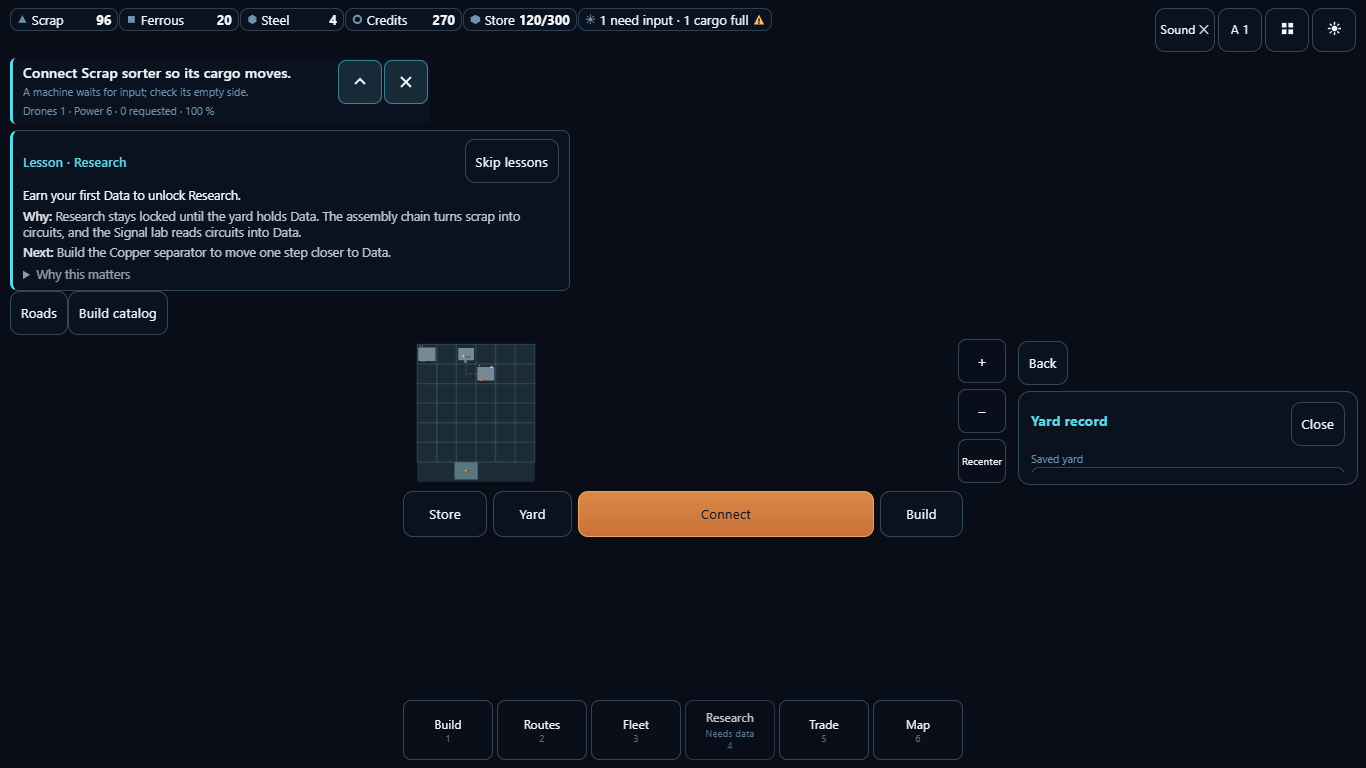 Scrap 96 Ferrous 20 Steel 4 Credits 270 Store 120/300 1 need input · 1 cargo full
Sound A 1
Connect Scrap sorter so its cargo moves.
A machine waits for input; check its empty side.
Drones 1 · Power 6 · 0 requested · 100 %
Lesson · Research
Skip lessons
Earn your first Data to unlock Research.
Why: Research stays locked until the yard holds Data. The assembly chain turns scrap into
circuits, and the Signal lab reads circuits into Data.
Next: Build the Copper separator to move one step closer to Data.
Why this matters
Roads Build catalog
+
−
Recenter
Back
Yard record
Close
Saved yard
Store Yard Connect Build
Build
1
Routes
2
Fleet
3
Research
Needs data
4
Trade
5
Map
6